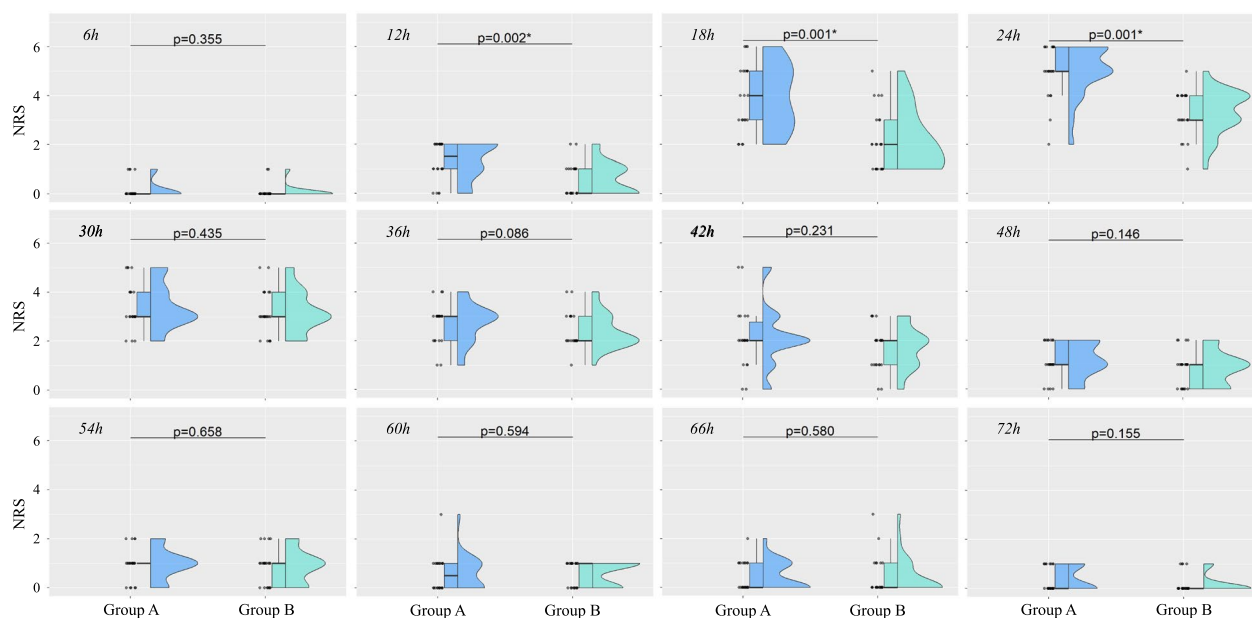 6h
p=0.355
12h
p=0.002*
18h
p=0.001*
24h
p=0.001*
NRS
6
4
2
0
30h
p=0.435
36h
p=0.086
42h
p=0.231
48h
p=0.146
NRS
6
4
2
0
54h
p=0.658
60h
p=0.594
66h
p=0.580
72h
p=0.155
NRS
6
4
2
0
Group A Group B Group A Group B Group A Group B Group A Group B